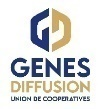 GENES
DIFFUSION
UNION DE COOPERATIVES